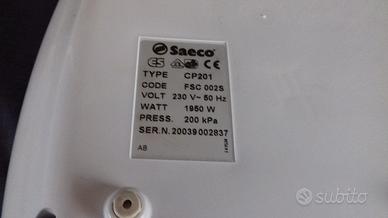 Saeco
TYPE CP201
CODE FSC 002S
VOLT 230 V~ 50 Hz
WATT 1950 W
PRESS. 200 kPa
SER.N. 20039002837
AB
subito